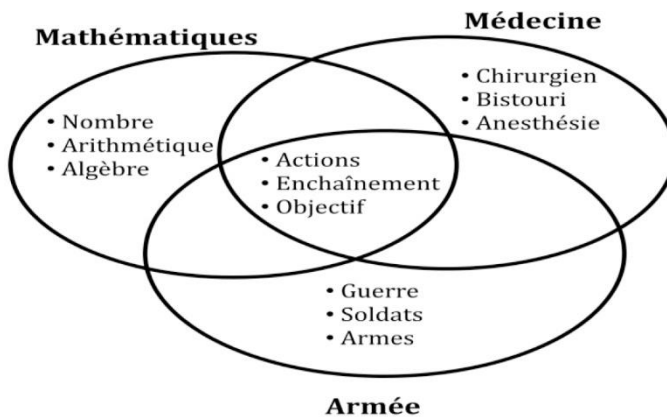 Mathématiques
Médecine
• Nombre
• Arithmétique
• Algèbre
• Chirurgien
• Bistouri
• Anesthésie
• Actions
• Enchaînement
• Objectif
• Guerre
• Soldats
• Armes
Armée